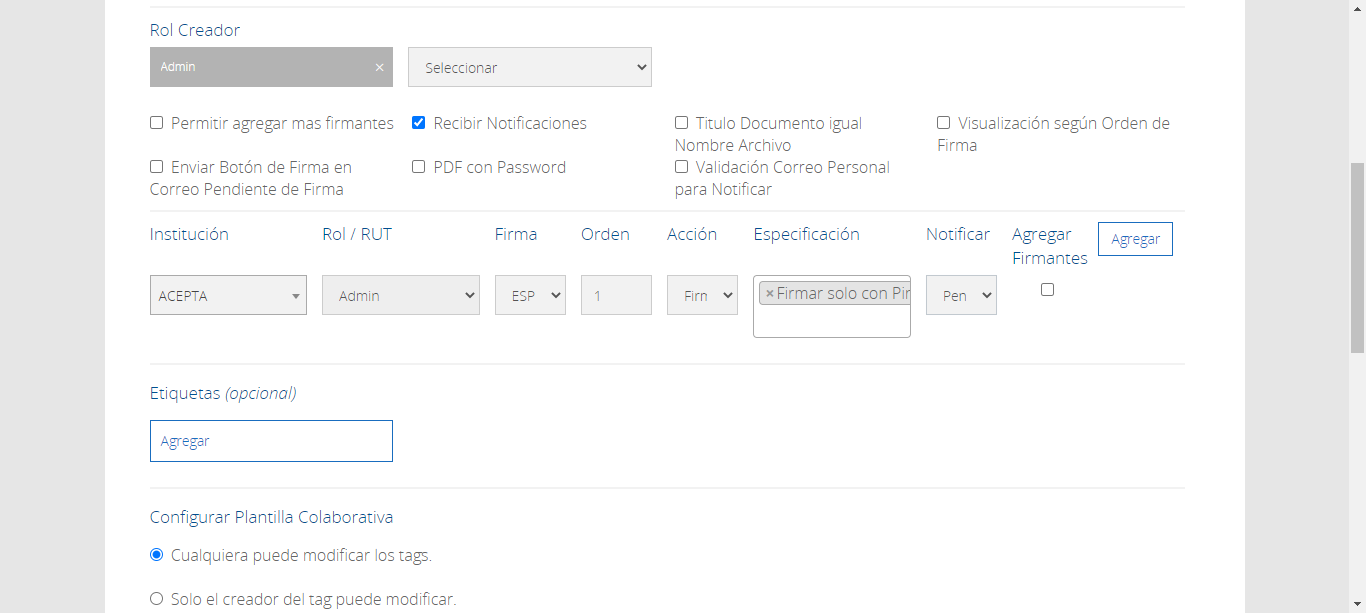 Rol Creador
Admin ×
Seleccionar
Permitir agregar mas firmantes
Recibir Notificaciones
Titulo Documento igual
Nombre Archivo
Visualización según Orden de
Firma
Enviar Botón de Firma en
Correo Pendiente de Firma
PDF con Password
Validación Correo Personal
para Notificar
Institución
Rol / RUT
Firma
Orden
Acción
Especificación
Notificar
Agregar
Firmantes
Agregar
ACEPTA
Admin
ESP
1
Firn
× Firmar solo con Pin
Pen
Etiquetas (opcional)
Agregar
Configurar Plantilla Colaborativa
Cualquiera puede modificar los tags.
Solo el creador del tag puede modificar.